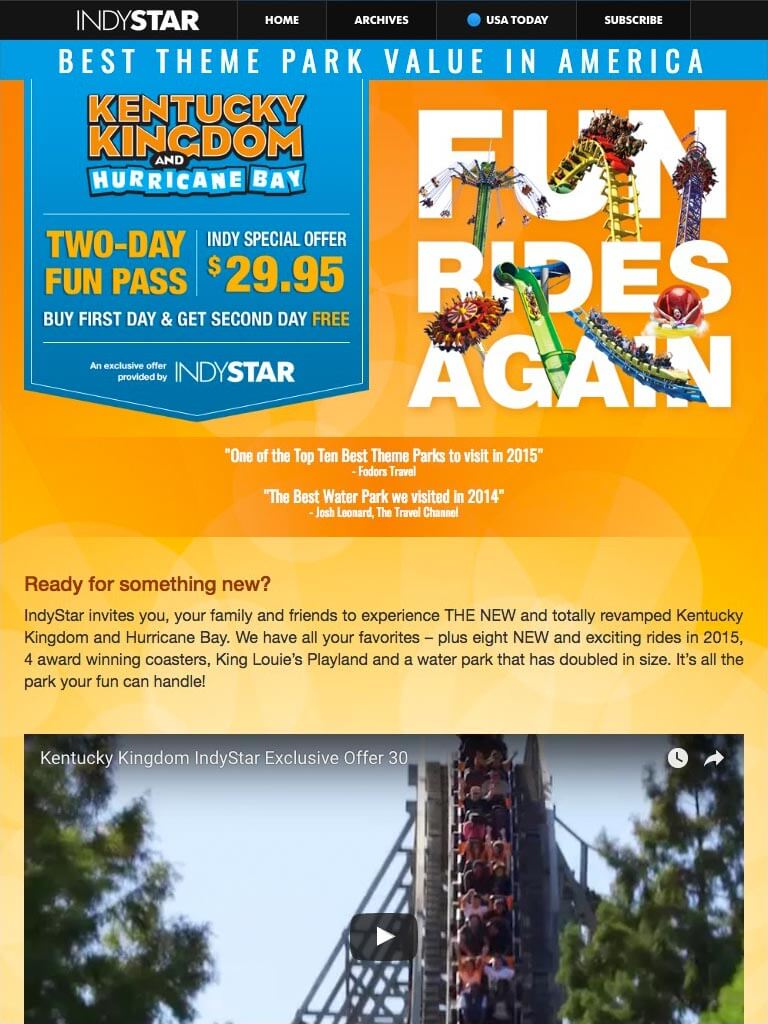 INDYSTAR
HOME
ARCHIVES
USA TODAY
SUBSCRIBE
BEST THEME PARK VALUE IN AMERICA
KENTUCKY
KINGDOM
AND
HURRICANE BAY
TWO-DAY
FUN PASS
INDY SPECIAL OFFER
$29.95
BUY FIRST DAY & GET SECOND DAY FREE
An exclusive offer
provided by
INDYSTAR
FUN
RIDES
AGAIN
"One of the Top Ten Best Theme Parks to visit in 2015"
- Fodors Travel
"The Best Water Park we visited in 2014"
- Josh Leonard, The Travel Channel
Ready for something new?
IndyStar invites you, your family and friends to experience THE NEW and totally revamped Kentucky
Kingdom and Hurricane Bay. We have all your favorites – plus eight NEW and exciting rides in 2015,
4 award winning coasters, King Louie's Playland and a water park that has doubled in size. It's all the
park your fun can handle!
Kentucky Kingdom IndyStar Exclusive Offer 30